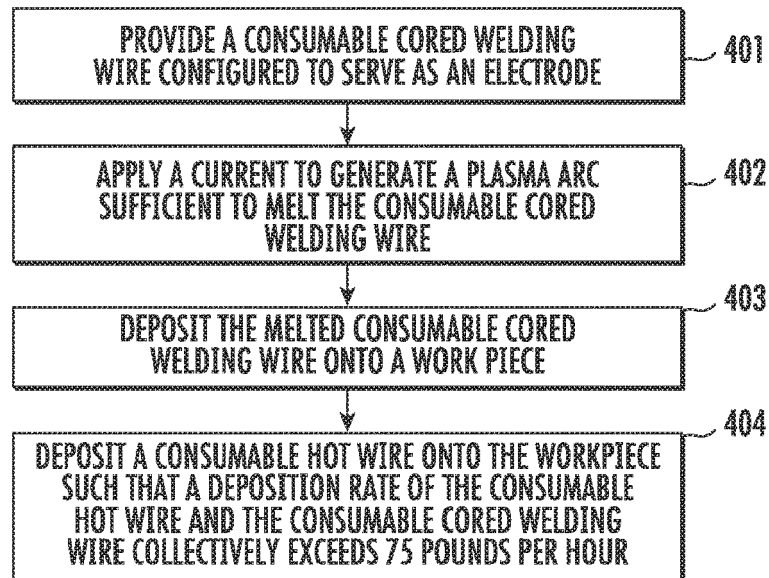 PROVIDE A CONSUMABLE CORED WELDING
WIRE CONFIGURED TO SERVE AS AN ELECTRODE
401
APPLY A CURRENT TO GENERATE A PLASMA ARC
SUFFICIENT TO MELT THE CONSUMABLE CORED
WELDING WIRE
402
DEPOSIT THE MELTED CONSUMABLE CORED
WELDING WIRE ONTO A WORK PIECE
403
DEPOSIT A CONSUMABLE HOT WIRE ONTO THE WORKPIECE
SUCH THAT A DEPOSITION RATE OF THE CONSUMABLE
HOT WIRE AND THE CONSUMABLE CORED WELDING
WIRE COLLECTIVELY EXCEEDS 75 POUNDS PER HOUR
404